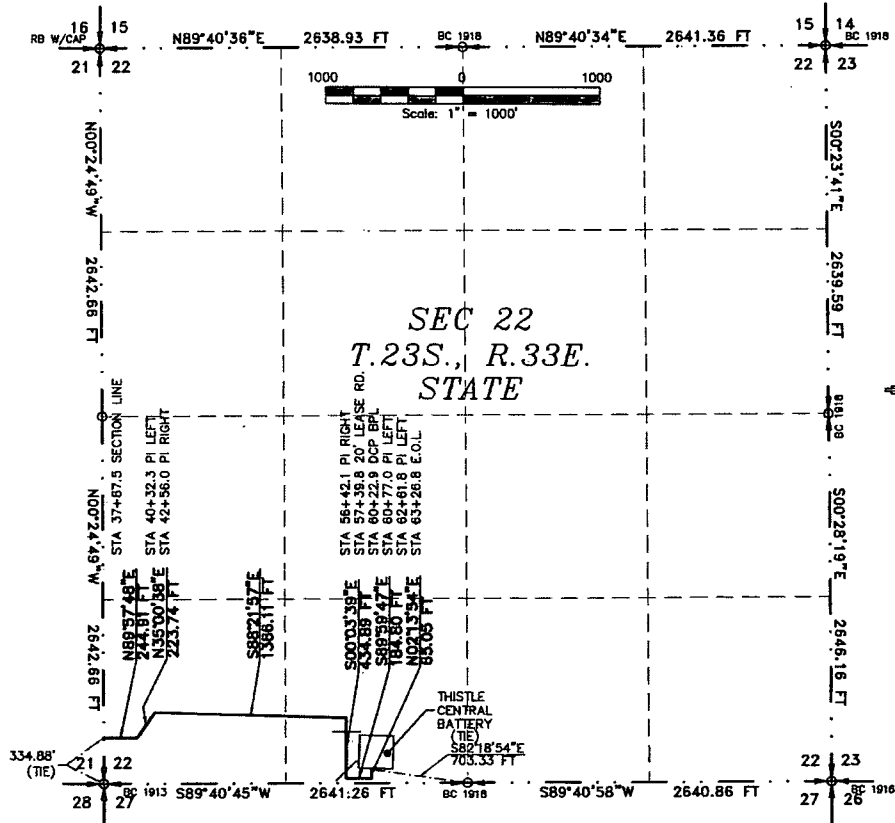 16 15
15 14
RB W/CAP
N89°40'36"E 2638.93 FT
BC 1918
N89°40'34"E 2641.36 FT
BC 1918
21 22
22 23
1000 0 1000
Scale: 1" = 1000'
N00°24'49"W 2642.66 FT
S00°23'41"E 2639.59 FT
SEC 22
T.23S., R.33E.
STATE
BC 1918
STA 37+87.5 SECTION LINE
STA 40+32.3 PI LEFT
STA 42+56.0 PI RIGHT
STA 56+42.1 PI RIGHT
STA 57+39.8 20' LEASE RD.
STA 60+22.9 DCP BPL
STA 60+77.0 PI LEFT
STA 62+61.8 PI LEFT
STA 63+26.8 E.O.L.
N00°24'49"W 2642.66 FT
S00°28'19"E 2646.16 FT
N89°57'48"E
244.91 FT
N35°00'38"E
223.74 FT
S88°21'57"E
1386.11 FT
S00°03'39"E
434.89 FT
S89°59'47"E
184.80 FT
N02°13'54"E
65.05 FT
THISTLE
CENTRAL
BATTERY
(TIE)
S82°18'54"E
703.33 FT
334.88'
(TIE)
21 22
22 23
28 27
BC 1913
S89°40'45"W 2641.26 FT
BC 1918
S89°40'58"W 2640.86 FT
27 26
BC 1916